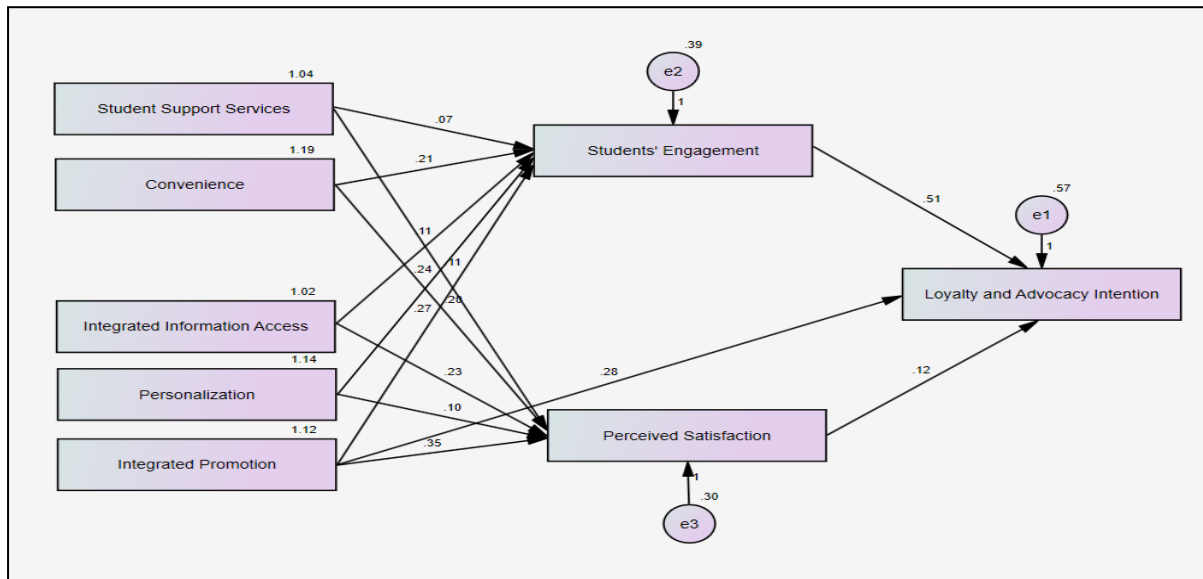 .39
e2
1.04
Student Support Services
1
.07
Students' Engagement
1.19
.21
Convenience
.57
.51
e1
11
1
.24
11
1.02
.20
Loyalty and Advocacy Intention
.27
Integrated Information Access
1.14
.23
.28
.12
Personalization
.10
1.12
Perceived Satisfaction
.35
Integrated Promotion
1
.30
e3